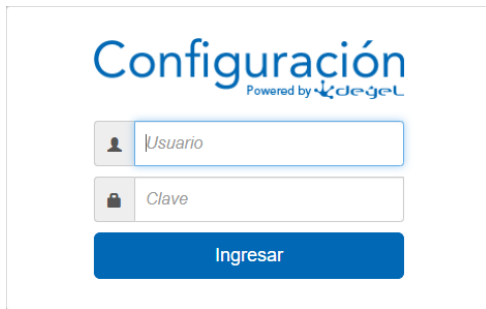 Configuración
Powered by degel
Usuario
Clave
Ingresar